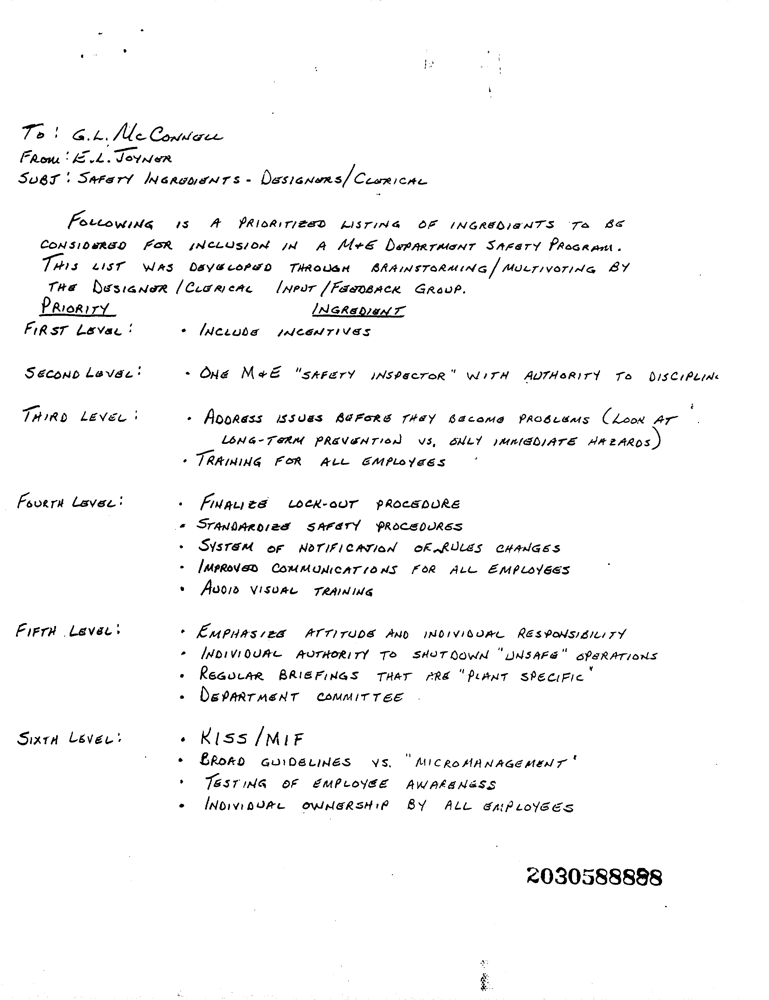 To: G.L. McConnell
From: E.L. Joyner
Subj: Safety Ingredients - Designers/Clerical
Following is a prioritized listing of ingredients to be
considered for inclusion in a M+E Department Safety Program.
This list was developed through brainstorming/multivoting by
the Designer/Clerical Input/Feedback Group.
Priority Ingredient
First Level: • Include incentives
Second Level: • One M+E "safety inspector" with authority to disciplin
Third Level: • Address issues before they become problems (Look at
long-term prevention vs. only immediate hazards)
• Training for all employees
Fourth Level: • Finalize lock-out procedure
• Standardize safety procedures
• System of notification of rules changes
• Improved communications for all employees
• Audio visual training
Fifth Level: • Emphasize attitude and individual responsibility
• Individual authority to shutdown "unsafe" operations
• Regular briefings that are "plant specific"
• Department committee
Sixth Level: • KISS/MIF
• Broad guidelines vs. "micromanagement"
• Testing of employee awareness
• Individual ownership by all employees
2030588898